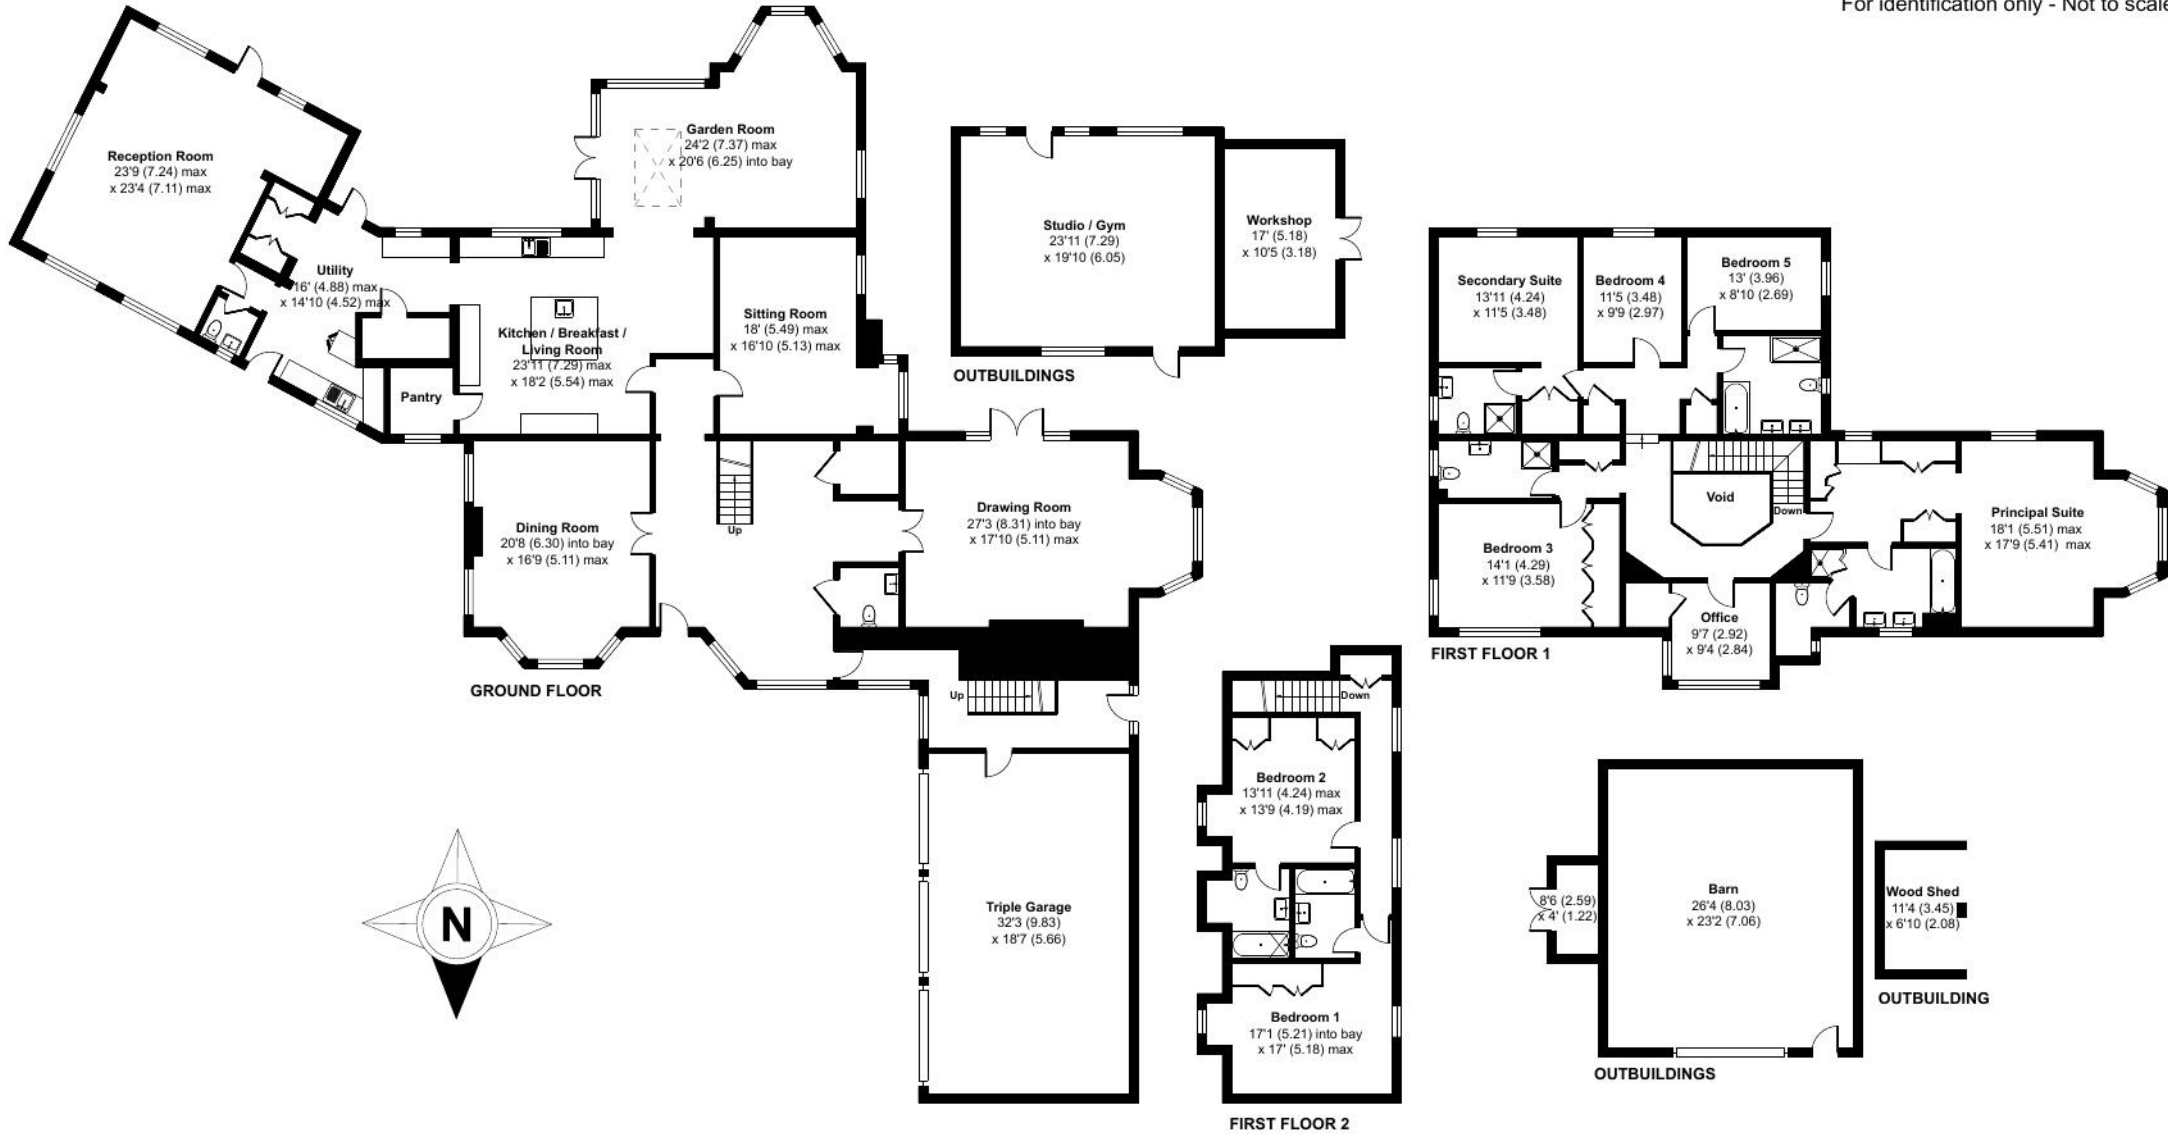 For identification only - Not to scale
Reception Room
23'9 (7.24) max
x 23'4 (7.11) max
Garden Room
24'2 (7.37) max
x 20'6 (6.25) into bay
Utility
16' (4.88) max
x 14'10 (4.52) max
Kitchen / Breakfast /
Living Room
23'11 (7.29) max
x 18'2 (5.54) max
Sitting Room
18' (5.49) max
x 16'10 (5.13) max
Pantry
Dining Room
20'8 (6.30) into bay
x 16'9 (5.11) max
Up
Drawing Room
27'3 (8.31) into bay
x 17'10 (5.11) max
GROUND FLOOR
Up
Triple Garage
32'3 (9.83)
x 18'7 (5.66)
N
Studio / Gym
23'11 (7.29)
x 19'10 (6.05)
Workshop
17' (5.18)
x 10'5 (3.18)
OUTBUILDINGS
Secondary Suite
13'11 (4.24)
x 11'5 (3.48)
Bedroom 4
11'5 (3.48)
x 9'9 (2.97)
Bedroom 5
13' (3.96)
x 8'10 (2.69)
Void
Down
Principal Suite
18'1 (5.51) max
x 17'9 (5.41) max
Bedroom 3
14'1 (4.29)
x 11'9 (3.58)
Office
9'7 (2.92)
x 9'4 (2.84)
FIRST FLOOR 1
Down
Bedroom 2
13'11 (4.24) max
x 13'9 (4.19) max
Bedroom 1
17'1 (5.21) into bay
x 17' (5.18) max
FIRST FLOOR 2
8'6 (2.59)
x 4' (1.22)
Barn
26'4 (8.03)
x 23'2 (7.06)
OUTBUILDINGS
Wood Shed
11'4 (3.45)
x 6'10 (2.08)
OUTBUILDING